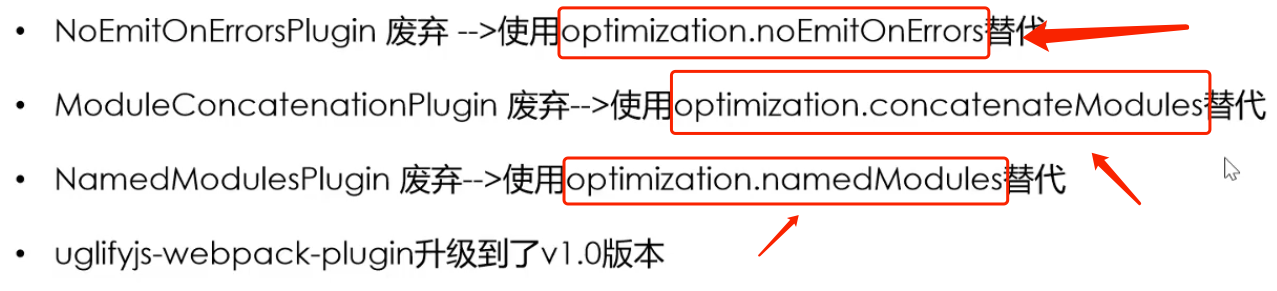 • NoEmitOnErrorsPlugin 废弃 -->使用optimization.noEmitOnErrors替代
• ModuleConcatenationPlugin 废弃-->使用optimization.concatenateModules替代
• NamedModulesPlugin 废弃-->使用optimization.namedModules替代
• uglifyjs-webpack-plugin升级到了v1.0版本